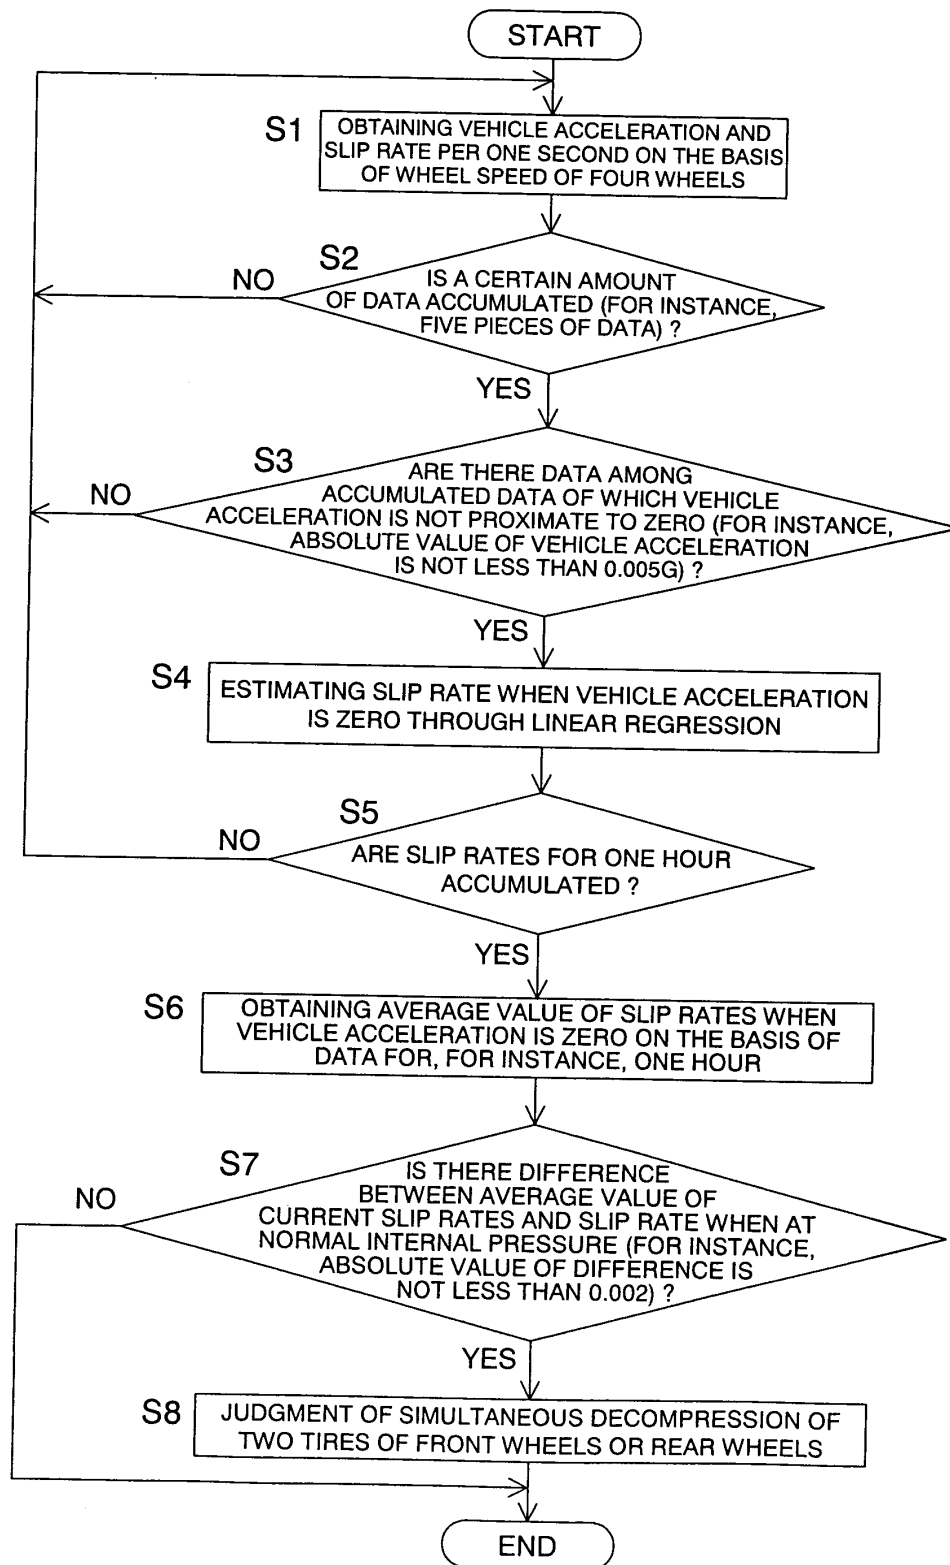 START
S1
OBTAINING VEHICLE ACCELERATION AND
SLIP RATE PER ONE SECOND ON THE BASIS
OF WHEEL SPEED OF FOUR WHEELS
S2
NO
IS A CERTAIN AMOUNT
OF DATA ACCUMULATED (FOR INSTANCE,
FIVE PIECES OF DATA) ?
YES
S3
NO
ARE THERE DATA AMONG
ACCUMULATED DATA OF WHICH VEHICLE
ACCELERATION IS NOT PROXIMATE TO ZERO (FOR INSTANCE,
ABSOLUTE VALUE OF VEHICLE ACCELERATION
IS NOT LESS THAN 0.005G) ?
YES
S4
ESTIMATING SLIP RATE WHEN VEHICLE ACCELERATION
IS ZERO THROUGH LINEAR REGRESSION
S5
NO
ARE SLIP RATES FOR ONE HOUR
ACCUMULATED ?
YES
S6
OBTAINING AVERAGE VALUE OF SLIP RATES WHEN
VEHICLE ACCELERATION IS ZERO ON THE BASIS OF
DATA FOR, FOR INSTANCE, ONE HOUR
S7
NO
IS THERE DIFFERENCE
BETWEEN AVERAGE VALUE OF
CURRENT SLIP RATES AND SLIP RATE WHEN AT
NORMAL INTERNAL PRESSURE (FOR INSTANCE,
ABSOLUTE VALUE OF DIFFERENCE IS
NOT LESS THAN 0.002) ?
YES
S8
JUDGMENT OF SIMULTANEOUS DECOMPRESSION OF
TWO TIRES OF FRONT WHEELS OR REAR WHEELS
END